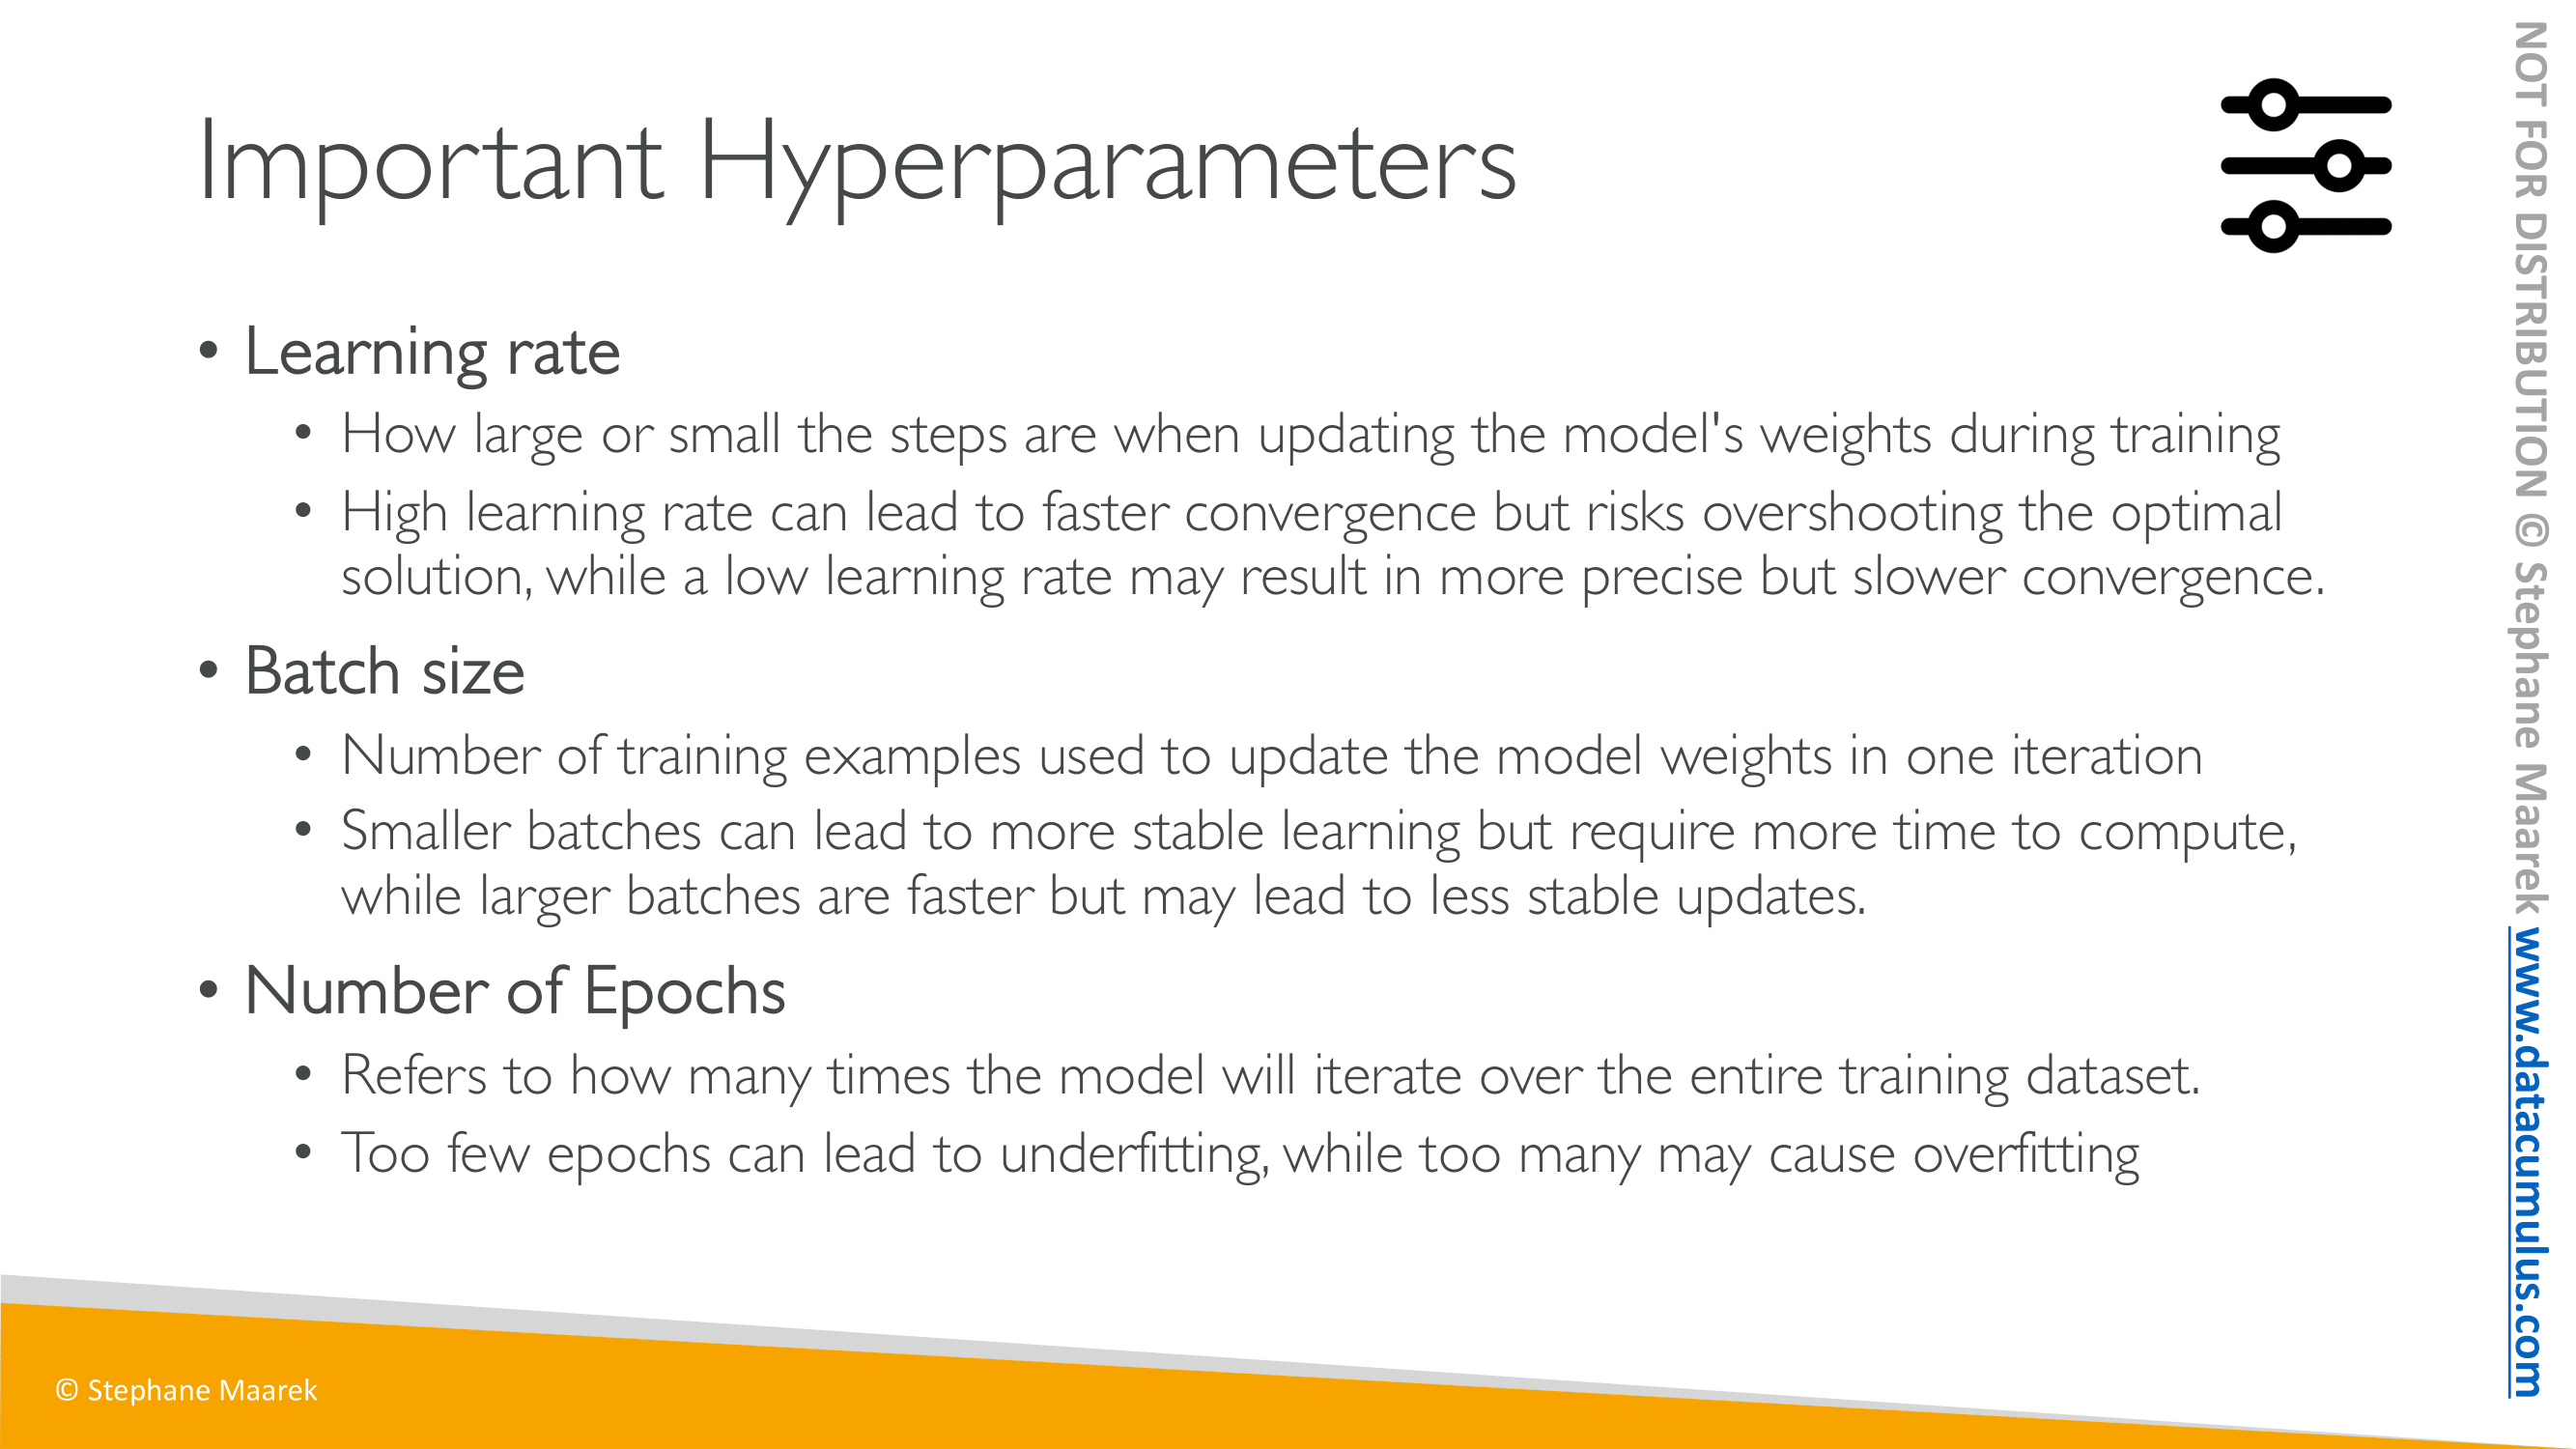 Important Hyperparameters
• Learning rate
• How large or small the steps are when updating the model's weights during training
• High learning rate can lead to faster convergence but risks overshooting the optimal
solution, while a low learning rate may result in more precise but slower convergence.
• Batch size
• Number of training examples used to update the model weights in one iteration
• Smaller batches can lead to more stable learning but require more time to compute,
while larger batches are faster but may lead to less stable updates.
• Number of Epochs
• Refers to how many times the model will iterate over the entire training dataset.
• Too few epochs can lead to underfitting, while too many may cause overfitting
© Stephane Maarek
NOT FOR DISTRIBUTION © Stephane Maarek www.datacumulus.com